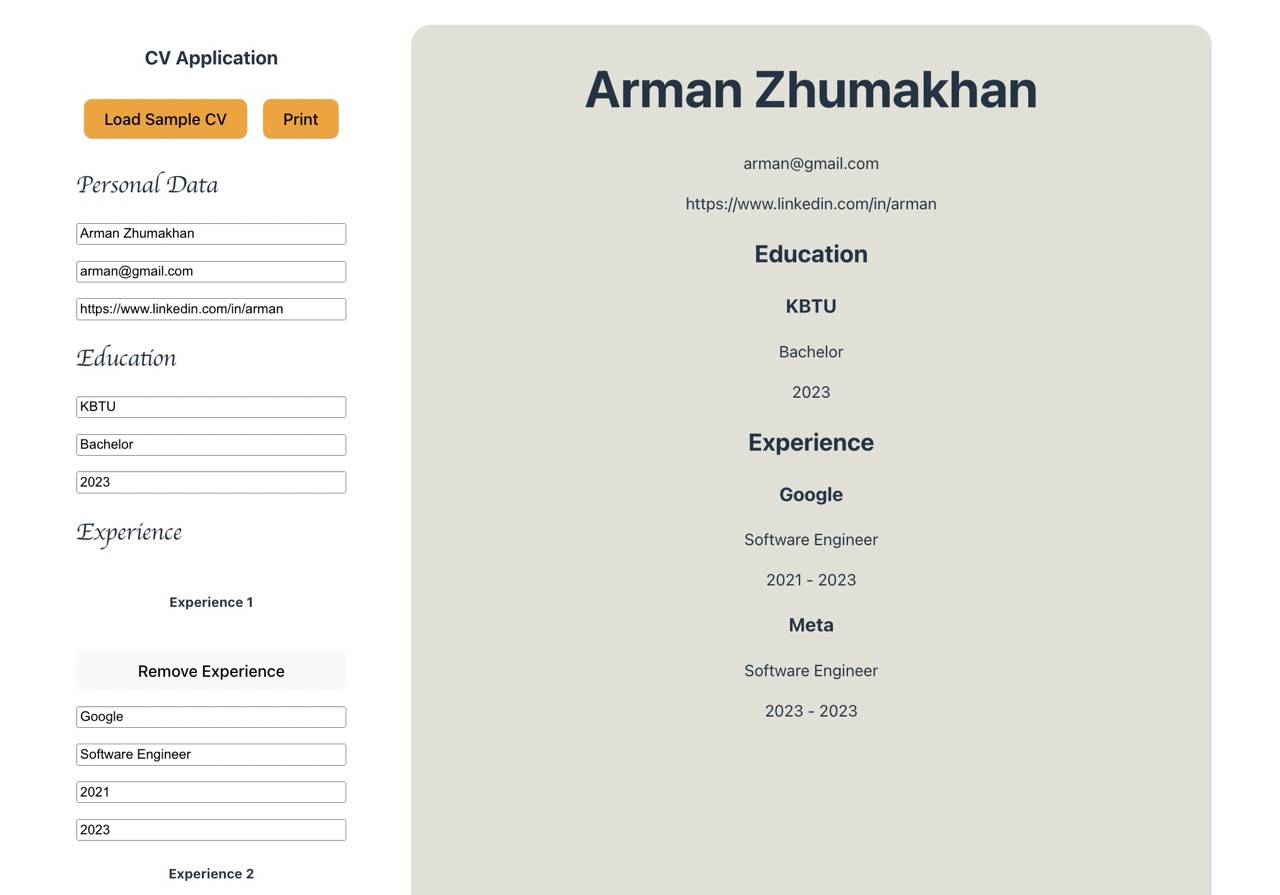 CV Application
Load Sample CV
Print
Personal Data
Arman Zhumakhan
arman@gmail.com
https://www.linkedin.com/in/arman
Education
KBTU
Bachelor
2023
Experience
Experience 1
Remove Experience
Google
Software Engineer
2021
2023
Experience 2
Arman Zhumakhan
arman@gmail.com
https://www.linkedin.com/in/arman
Education
KBTU
Bachelor
2023
Experience
Google
Software Engineer
2021 - 2023
Meta
Software Engineer
2023 - 2023